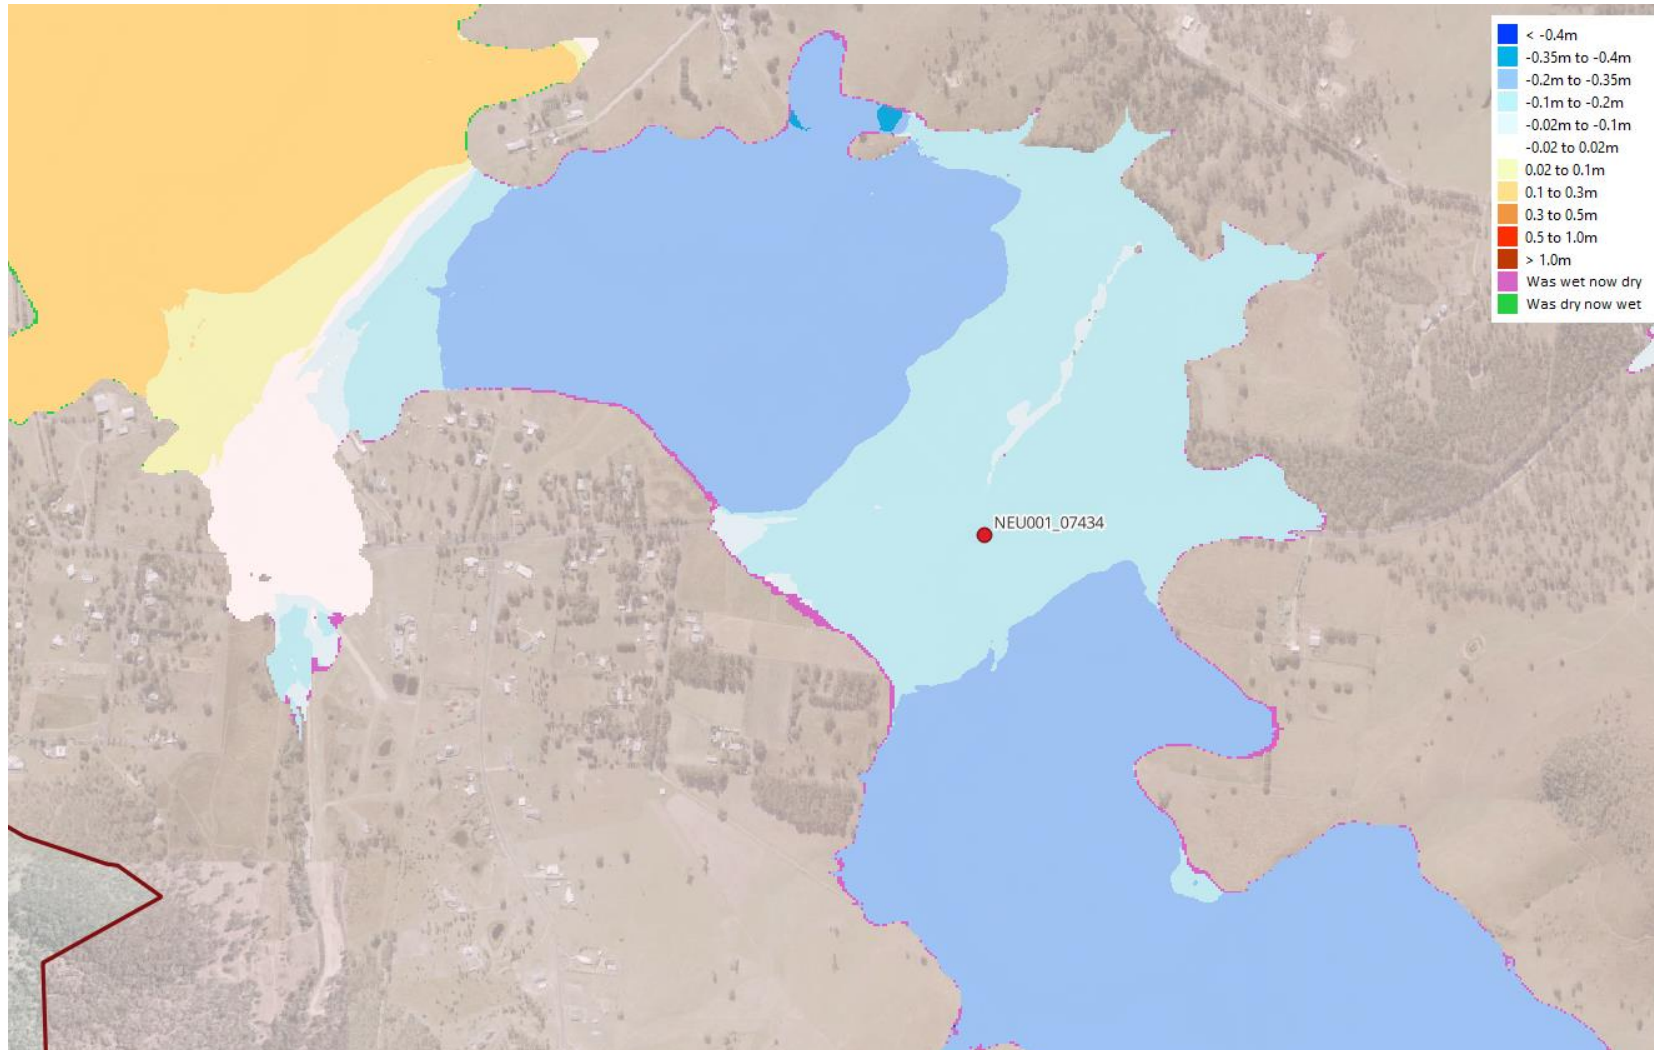 < -0.4m
-0.35m to -0.4m
-0.2m to -0.35m
-0.1m to -0.2m
-0.02m to -0.1m
-0.02 to 0.02m
0.02 to 0.1m
0.1 to 0.3m
0.3 to 0.5m
0.5 to 1.0m
> 1.0m
Was wet now dry
Was dry now wet
NEU001_07434